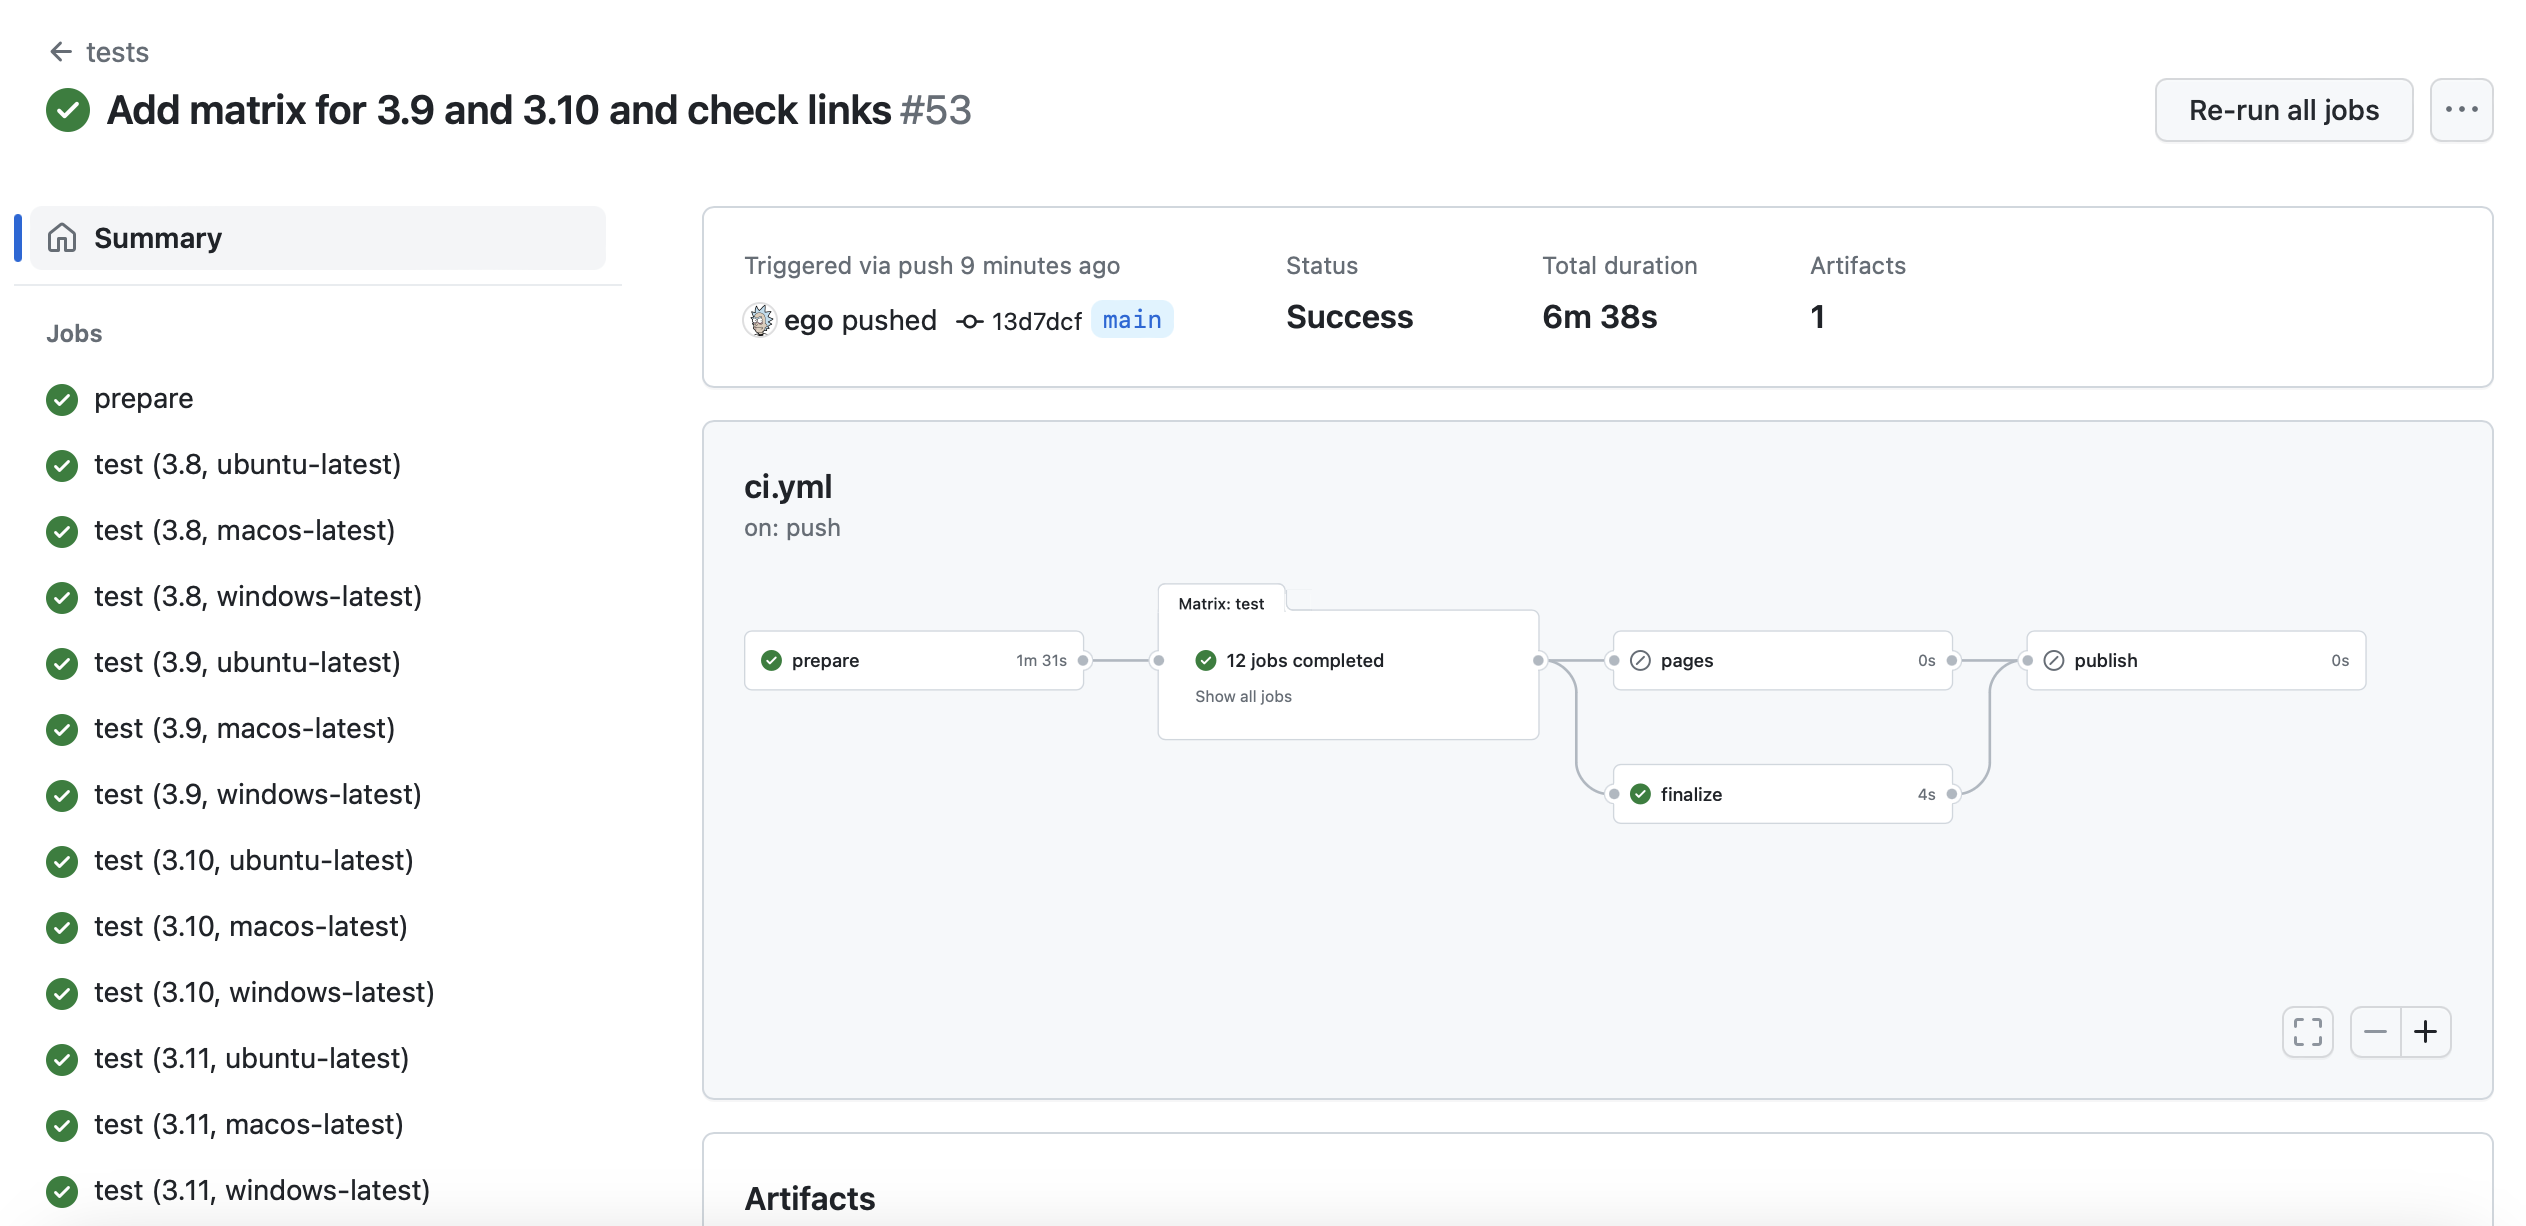 tests
Add matrix for 3.9 and 3.10 and check links #53
Re-run all jobs
Summary
Jobs
prepare
test (3.8, ubuntu-latest)
test (3.8, macos-latest)
test (3.8, windows-latest)
test (3.9, ubuntu-latest)
test (3.9, macos-latest)
test (3.9, windows-latest)
test (3.10, ubuntu-latest)
test (3.10, macos-latest)
test (3.10, windows-latest)
test (3.11, ubuntu-latest)
test (3.11, macos-latest)
test (3.11, windows-latest)
Triggered via push 9 minutes ago
ego pushed 13d7dcf main
Status
Success
Total duration
6m 38s
Artifacts
1
ci.yml
on: push
prepare 1m 31s
Matrix: test
12 jobs completed
Show all jobs
pages 0s
finalize 4s
publish 0s
Artifacts